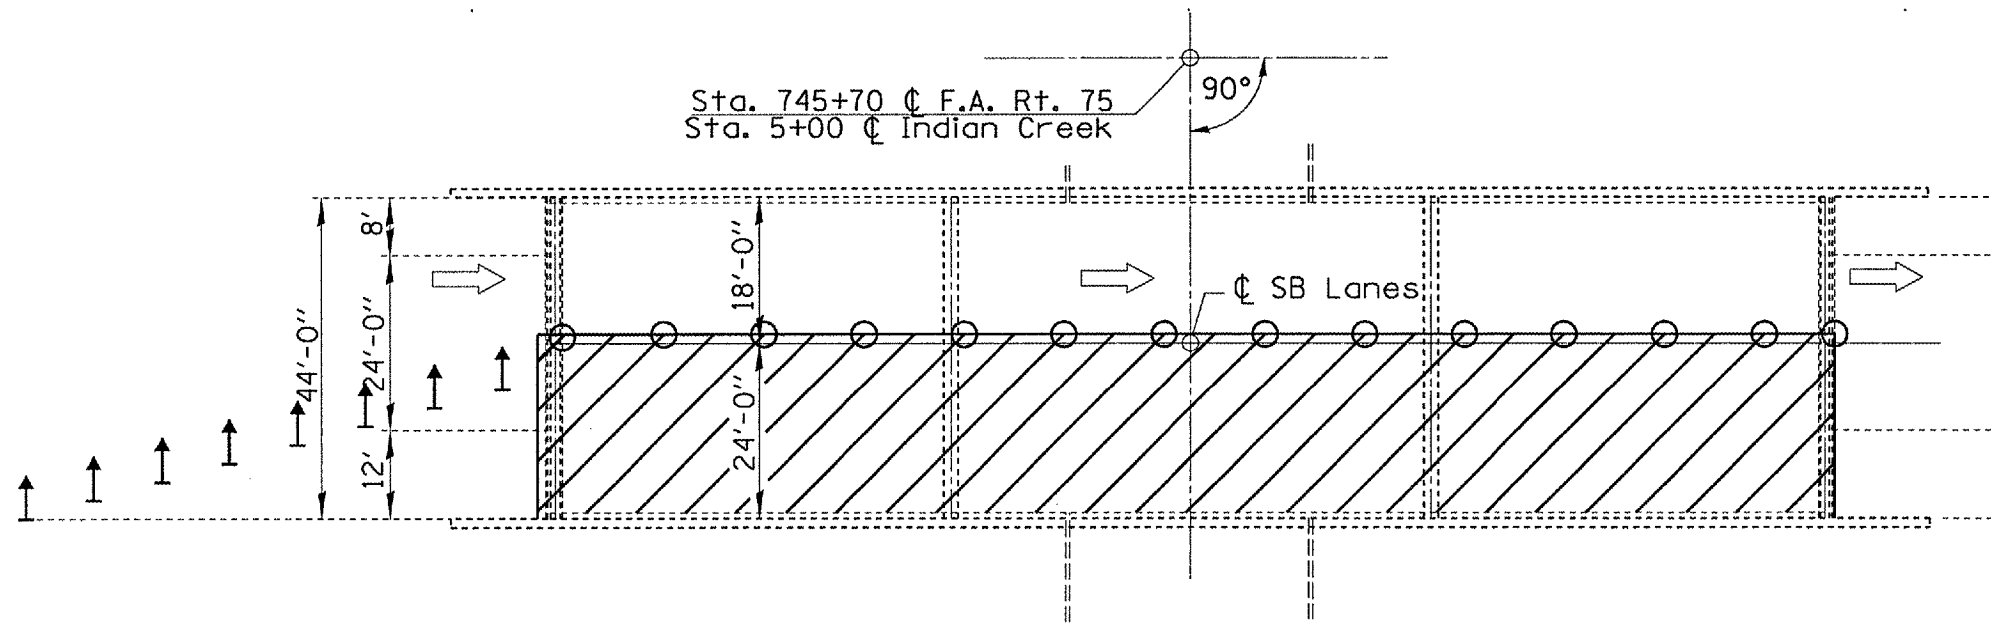 90°
Sta. 745+70 ℄ F.A. Rt. 75
Sta. 5+00 ℄ Indian Creek
8'
18'-0"
℄ SB Lanes
44'-0"
24'-0"
24'-0"
12'